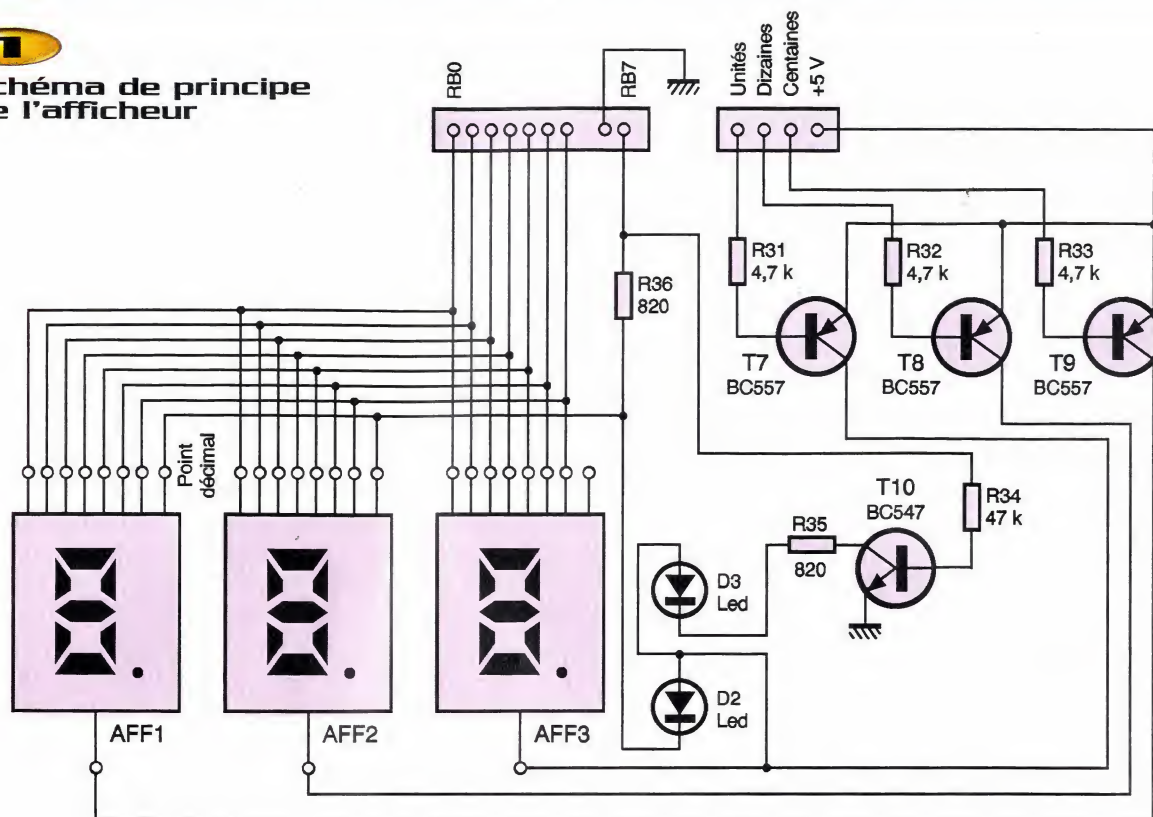 1
chéma de principe
e l'afficheur
RB0
RB7
Unités
Dizaines
Centaines
+5 V
R31
4,7 k
R32
4,7 k
R33
4,7 k
R36
820
T7
BC557
T8
BC557
T9
BC557
Point
décimal
T10
BC547
R34
47 k
R35
820
D3
Led
D2
Led
AFF1
AFF2
AFF3